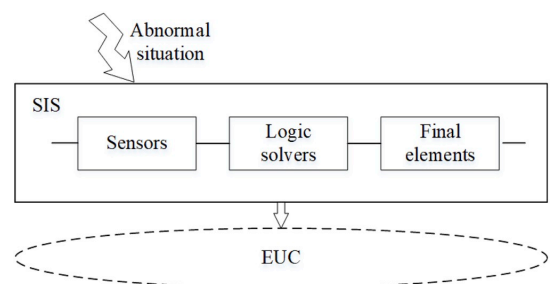 Abnormal
situation
SIS
Sensors
Logic
solvers
Final
elements
EUC